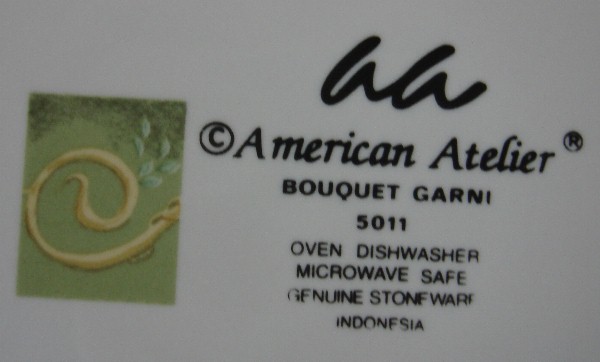 aa
©American Atelier®
BOUQUET GARNI
5011
OVEN DISHWASHER
MICROWAVE SAFE
GENUINE STONEWARE
INDONESIA